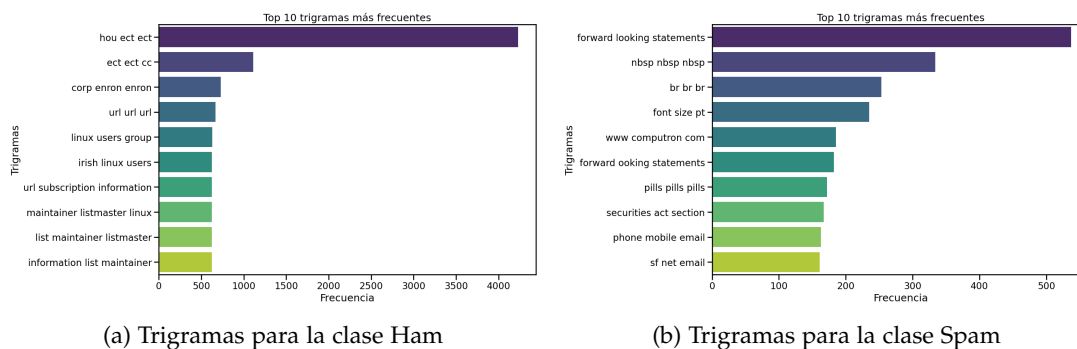 Top 10 trigramas más frecuentes
Trigramas
hou ect ect
ect ect cc
corp enron enron
url url url
linux users group
irish linux users
url subscription information
maintainer listmaster linux
list maintainer listmaster
information list maintainer
0 500 1000 1500 2000 2500 3000 3500 4000
Frecuencia
(a) Trigramas para la clase Ham
Top 10 trigramas más frecuentes
Trigramas
forward looking statements
nbsp nbsp nbsp
br br br
font size pt
www computron com
forward ooking statements
pills pills pills
securities act section
phone mobile email
sf net email
0 100 200 300 400 500
Frecuencia
(b) Trigramas para la clase Spam